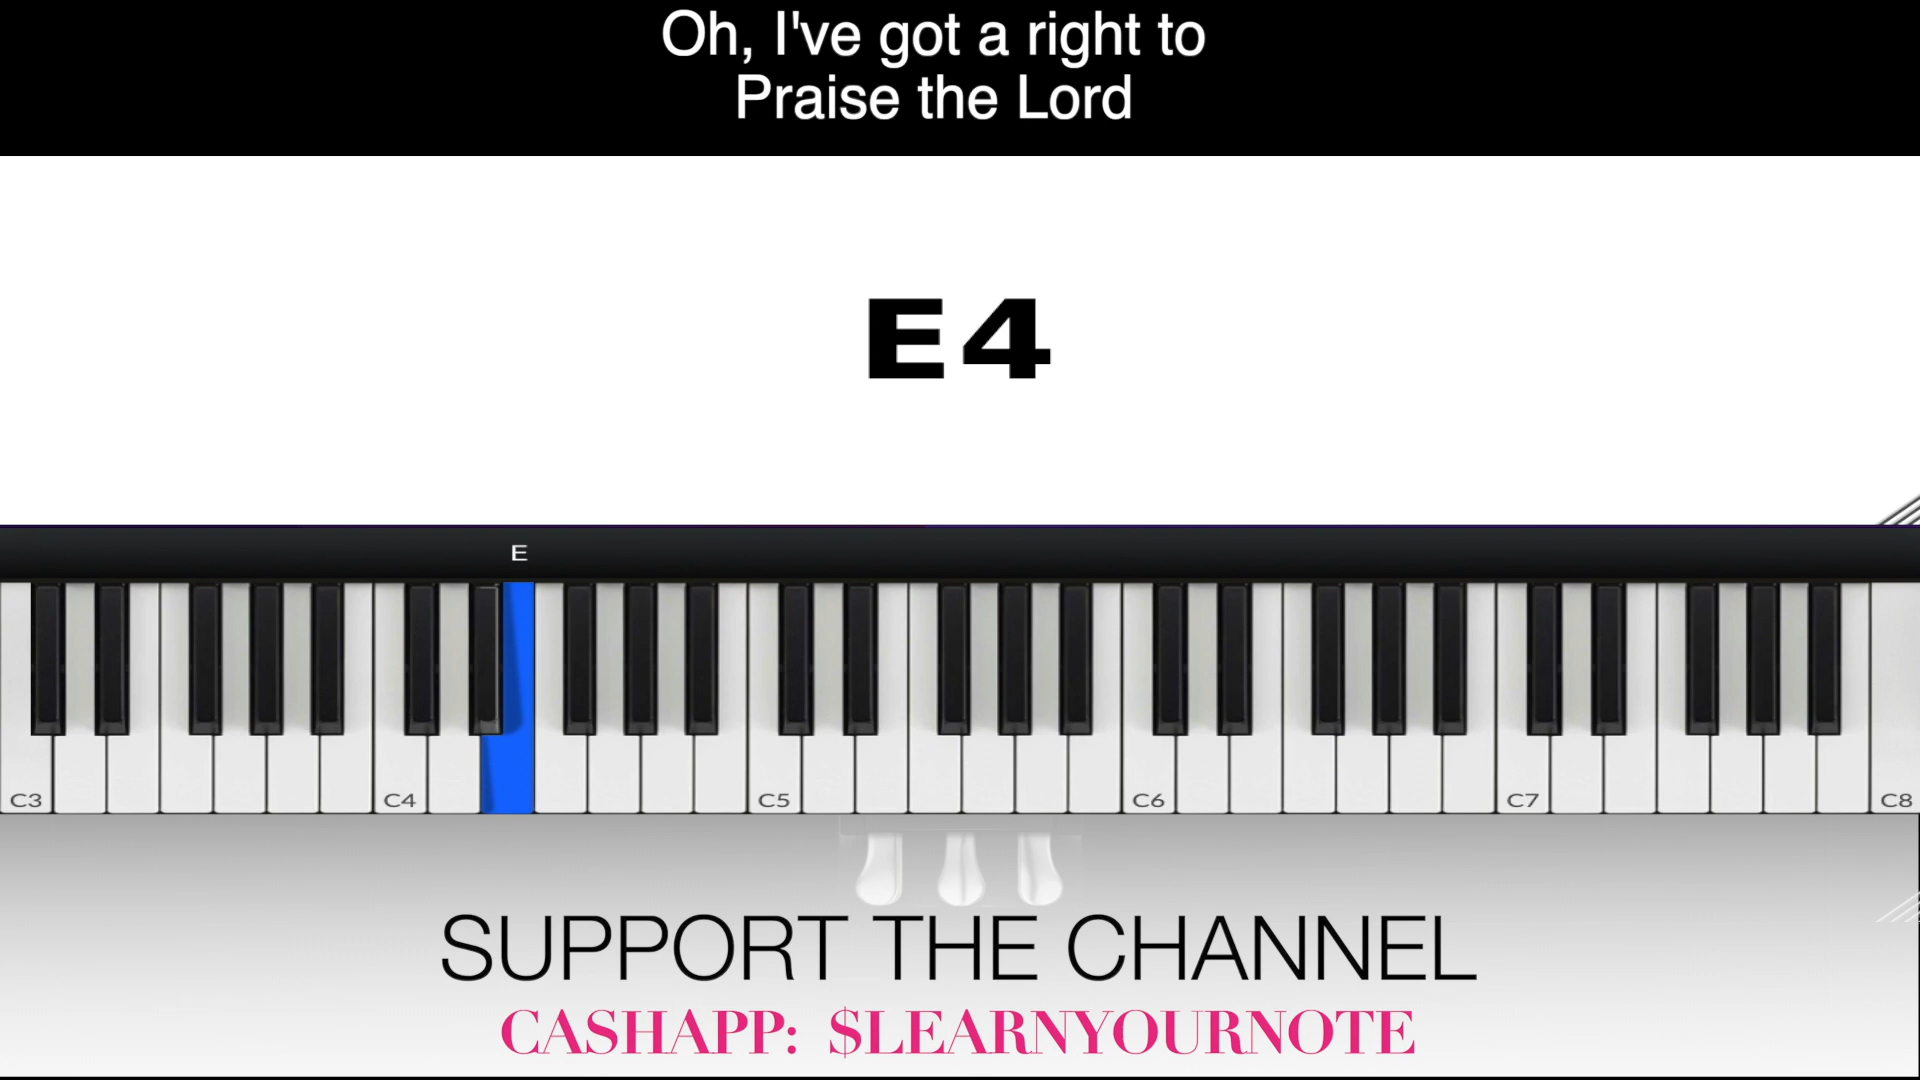 Oh, I've got a right to
Praise the Lord
E4
E
C3 C4 C5 C6 C7 C8
SUPPORT THE CHANNEL
CASHAPP: $LEARNYOURNOTE